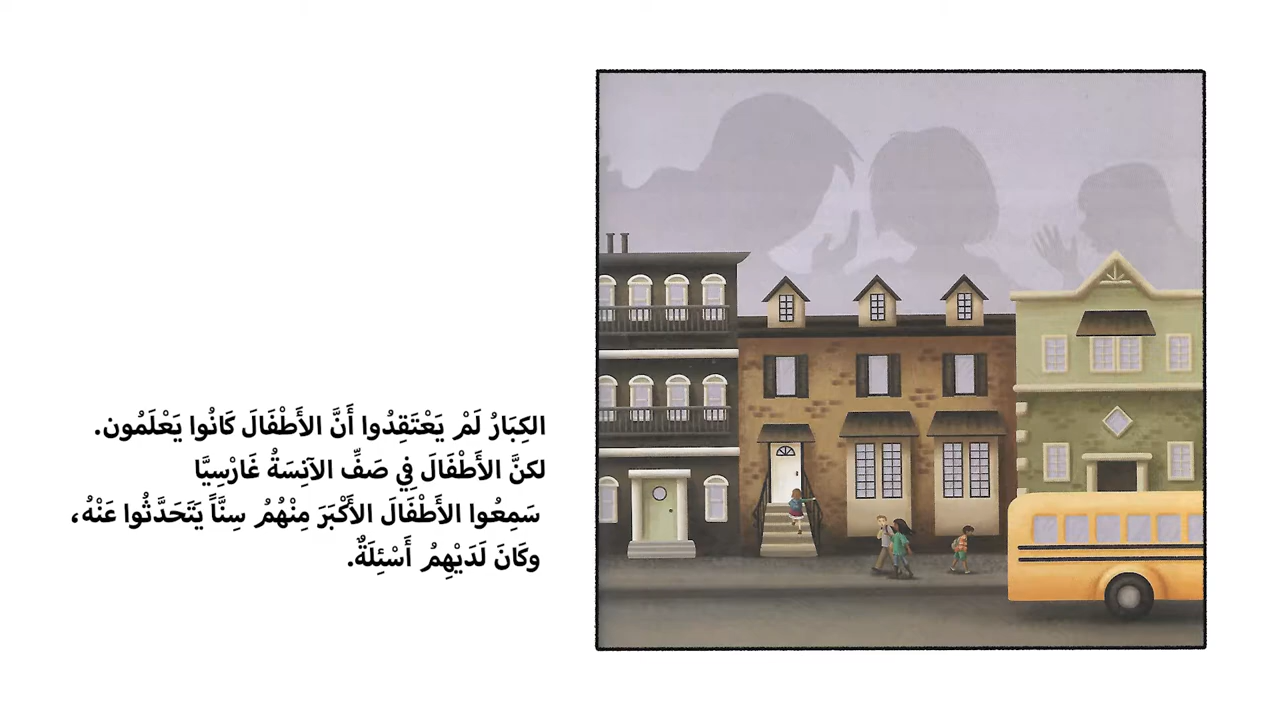 الكِبَارُ لَمْ يَعْتَقِدُوا أَنَّ الأَطْفَالَ كَانُوا يَعْلَمُون.
لكنَّ الأَطْفَالَ فِي صَفِّ الآنِسَةُ غَارْسِيَّا
سَمِعُوا الأَطْفَالَ الأَكْبَرَ مِنْهُمُ سِنَّاً يَتَحَدَّثُوا عَنْهُ،
وكَانَ لَدَيْهِمُ أَسْئِلَةٌ.